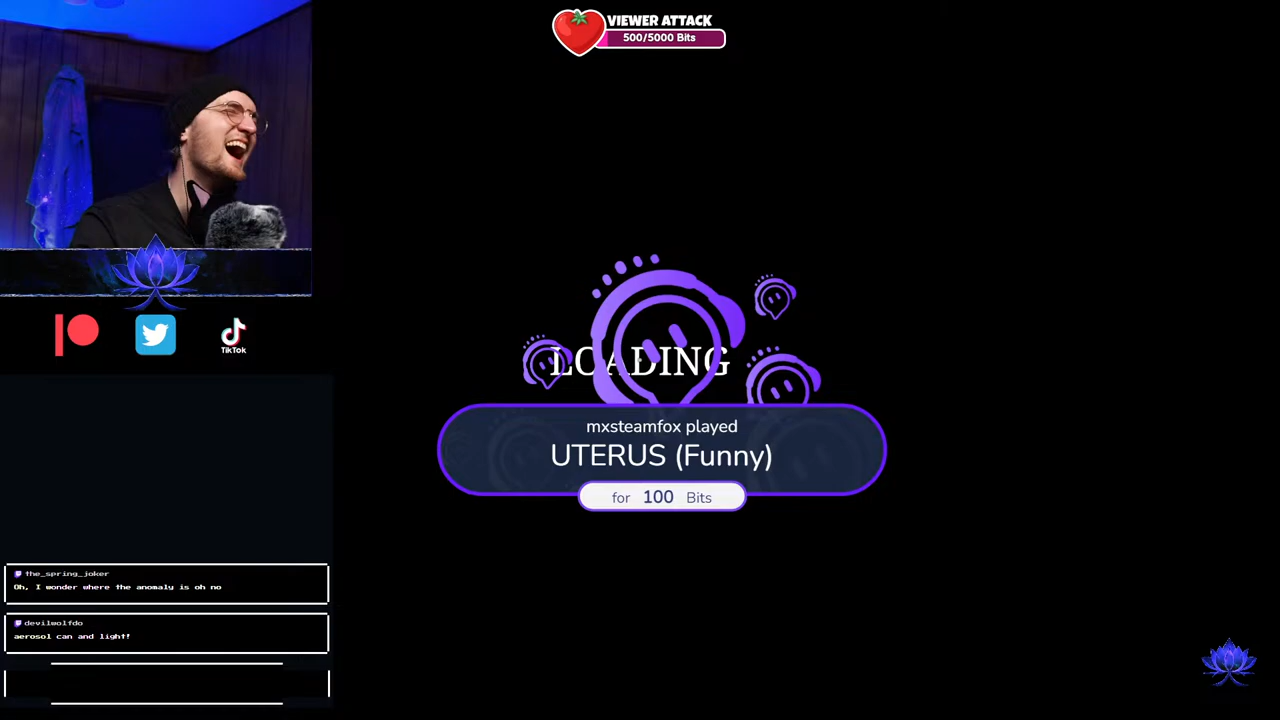 VIEWER ATTACK
500/5000 Bits
TikTok
LOADING
mxsteamfox played
UTERUS (Funny)
for 100 Bits
the_spring_joker
Oh, I wonder where the anomaly is oh no
devilwolfdo
aerosol can and light!